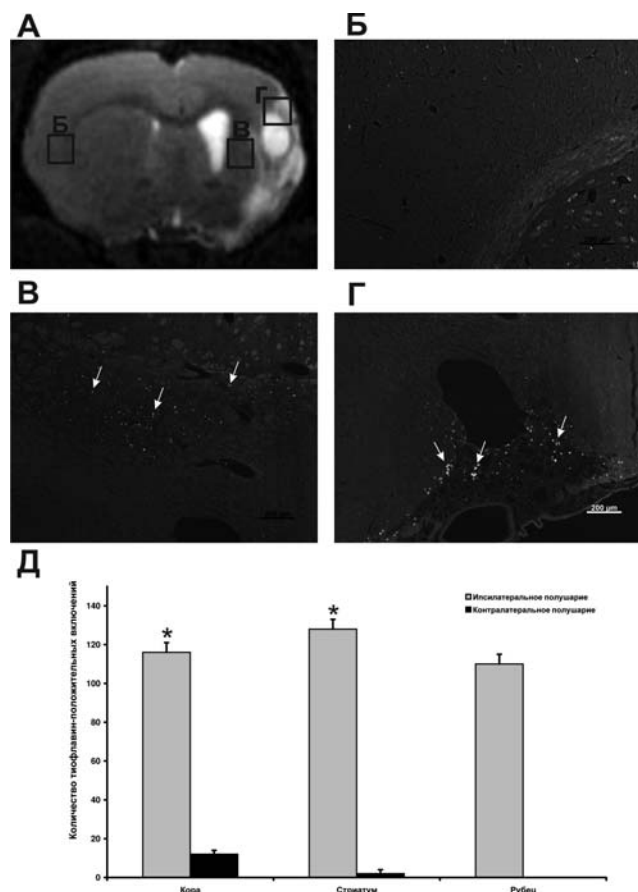 А
Б
Б
В
Г
В
Г
200 µm
Д
Количество тиофлавин-положительных включений
Ипсилатеральное полушарие
Контралатеральное полушарие
140
120
100
80
60
40
20
0
*
*
Кора
Стриатум
Рубец